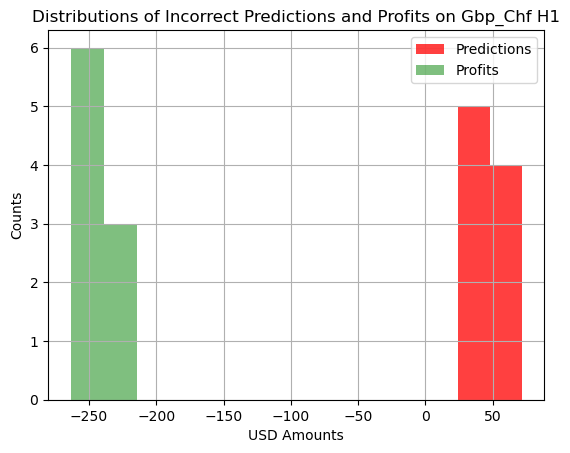 Distributions of Incorrect Predictions and Profits on Gbp_Chf H1
Predictions
Profits
Counts
6
5
4
3
2
1
0
−250 −200 −150 −100 −50 0 50
USD Amounts